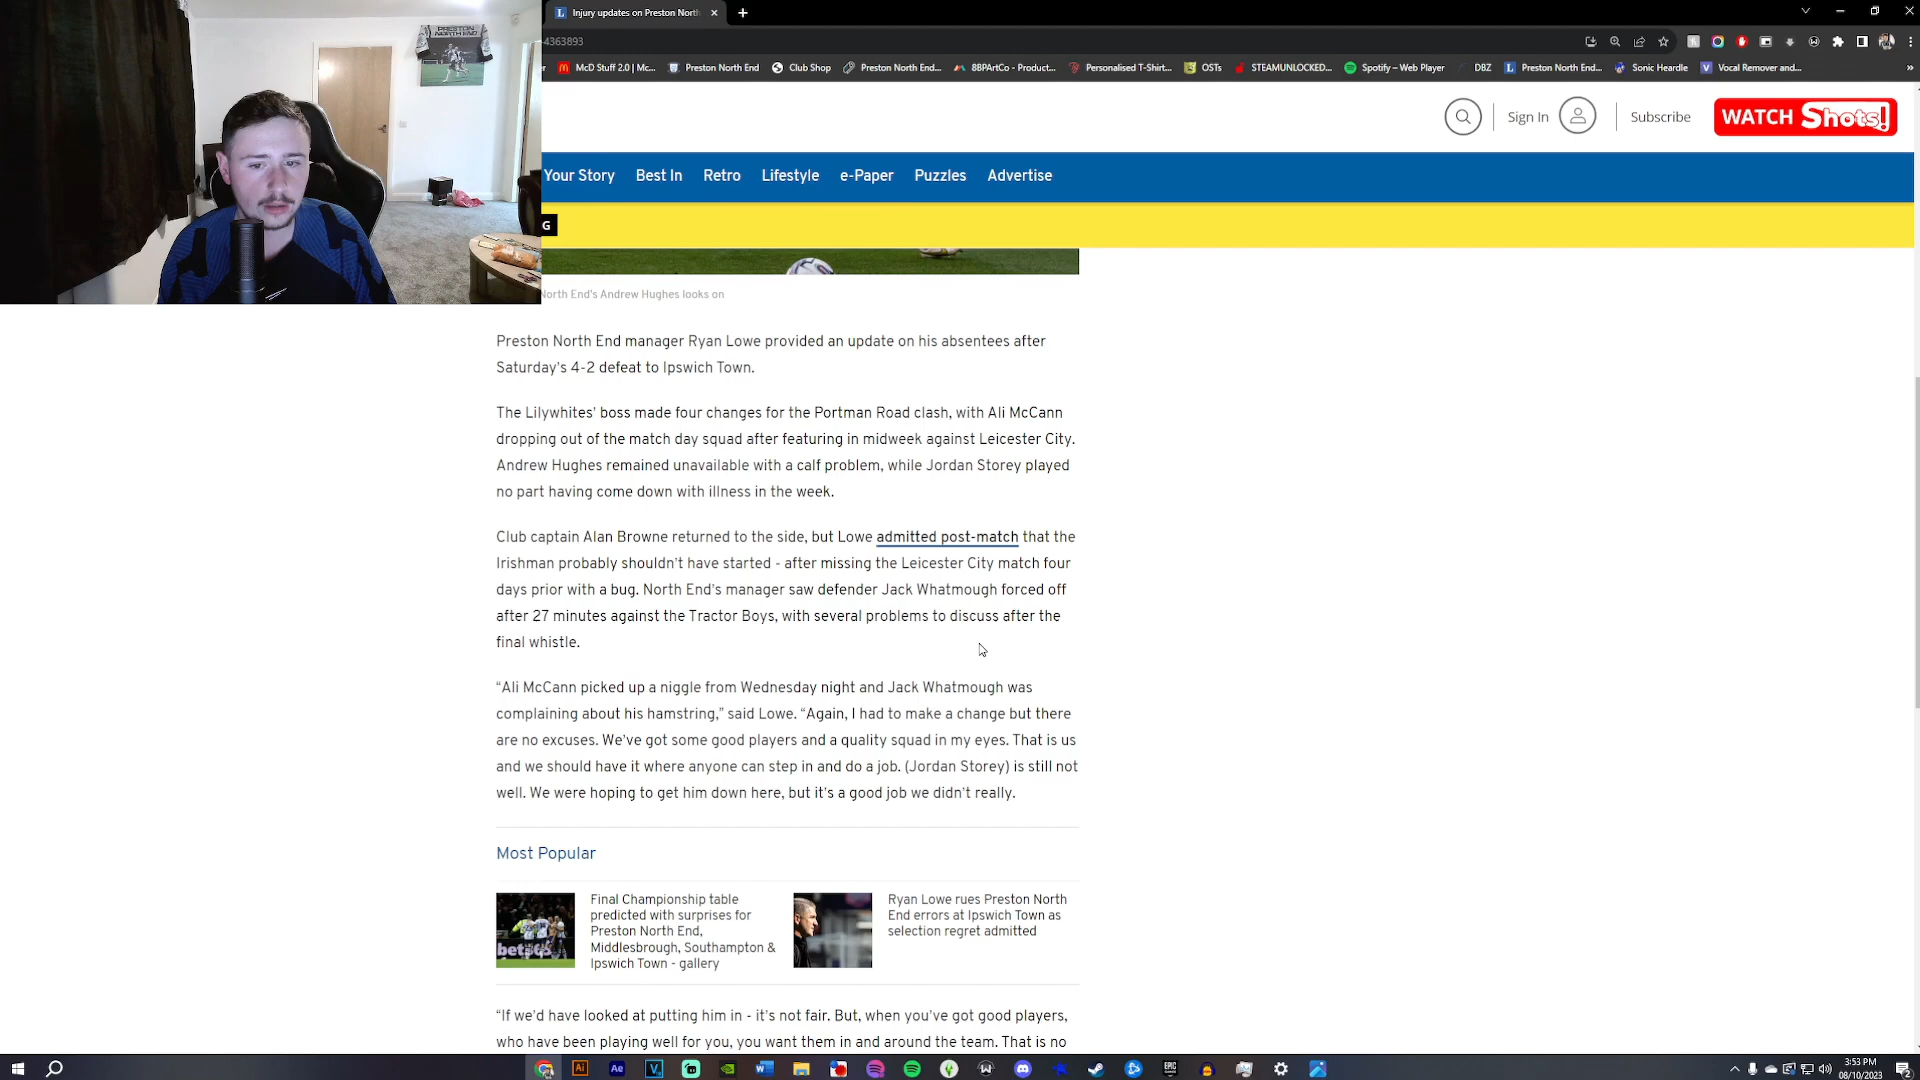 PRESTON
NORTH END
Injury updates on Preston North
4363893
McD Stuff 2.0 | Mc...
Preston North End
Club Shop
Preston North End...
8BPArtCo - Product...
Personalised T-Shirt...
OSTs
STEAMUNLOCKED...
Spotify – Web Player
DBZ
Preston North End...
Sonic Heardle
Vocal Remover and...
Sign In
Subscribe
WATCH Shots!
Your Story
Best In
Retro
Lifestyle
e-Paper
Puzzles
Advertise
G
North End's Andrew Hughes looks on
Preston North End manager Ryan Lowe provided an update on his absentees after
Saturday's 4-2 defeat to Ipswich Town.
The Lilywhites' boss made four changes for the Portman Road clash, with Ali McCann
dropping out of the match day squad after featuring in midweek against Leicester City.
Andrew Hughes remained unavailable with a calf problem, while Jordan Storey played
no part having come down with illness in the week.
Club captain Alan Browne returned to the side, but Lowe admitted post-match that the
Irishman probably shouldn't have started - after missing the Leicester City match four
days prior with a bug. North End's manager saw defender Jack Whatmough forced off
after 27 minutes against the Tractor Boys, with several problems to discuss after the
final whistle.
“Ali McCann picked up a niggle from Wednesday night and Jack Whatmough was
complaining about his hamstring,” said Lowe. “Again, I had to make a change but there
are no excuses. We've got some good players and a quality squad in my eyes. That is us
and we should have it where anyone can step in and do a job. (Jordan Storey) is still not
well. We were hoping to get him down here, but it's a good job we didn't really.
Most Popular
Final Championship table
predicted with surprises for
Preston North End,
Middlesbrough, Southampton &
Ipswich Town - gallery
bet365
Ryan Lowe rues Preston North
End errors at Ipswich Town as
selection regret admitted
“If we'd have looked at putting him in - it's not fair. But, when you've got good players,
who have been playing well for you, you want them in and around the team. That is no
3:53 PM
08/10/2023